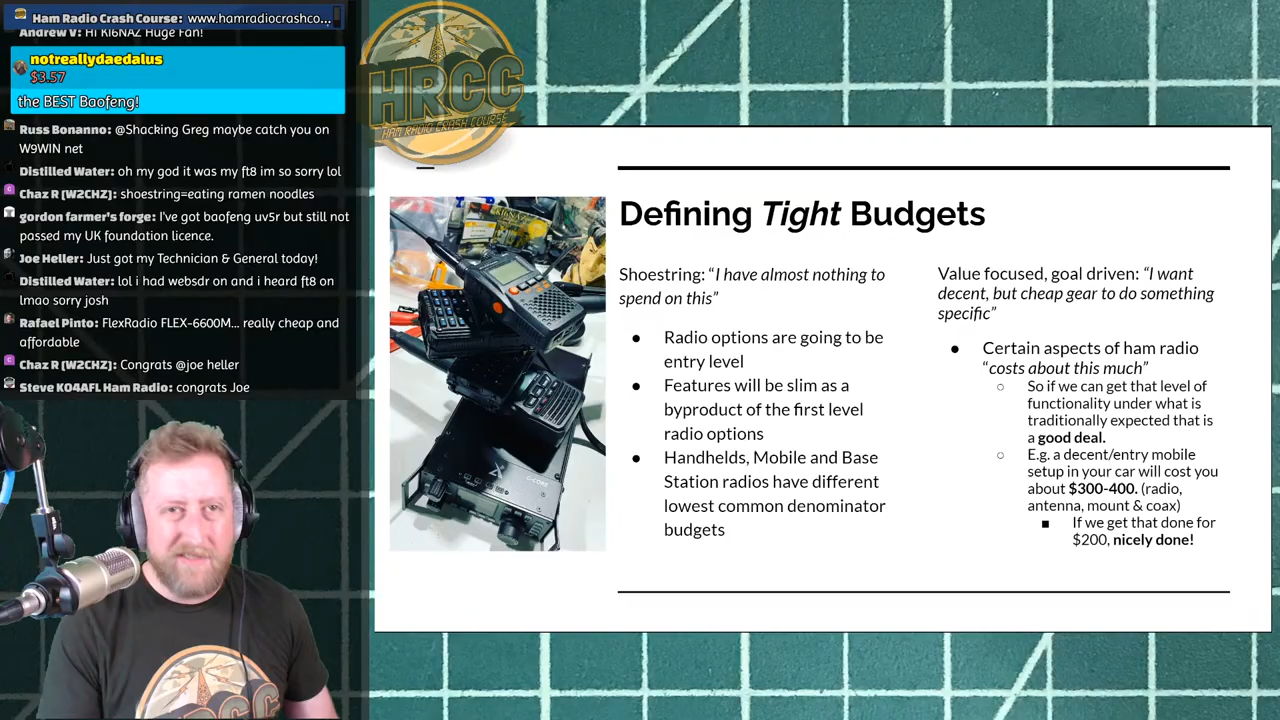 Ham Radio Crash Course: www.hamradiocrashco...
Andrew V: Hi KI6NAZ Huge Fan!
notreallydaedalus
$3.57
the BEST Baofeng!
Russ Bonanno: @Shacking Greg maybe catch you on
W9WIN net
Distilled Water: oh my god it was my ft8 im so sorry lol
Chaz R [W2CHZ]: shoestring=eating ramen noodles
gordon farmer's forge: I've got baofeng uv5r but still not
passed my UK foundation licence.
Joe Heller: Just got my Technician & General today!
Distilled Water: lol i had websdr on and i heard ft8 on
lmao sorry josh
Rafael Pinto: FlexRadio FLEX-6600M... really cheap and
affordable
Chaz R [W2CHZ]: Congrats @joe heller
Steve KO4AFL Ham Radio: congrats Joe
HRCC
HAM RADIO CRASH COURSE
Defining Tight Budgets
Shoestring: “I have almost nothing to
spend on this”
● Radio options are going to be
entry level
● Features will be slim as a
byproduct of the first level
radio options
● Handhelds, Mobile and Base
Station radios have different
lowest common denominator
budgets
Value focused, goal driven: “I want
decent, but cheap gear to do something
specific”
● Certain aspects of ham radio
“costs about this much”
○ So if we can get that level of
functionality under what is
traditionally expected that is
a good deal.
○ E.g. a decent/entry mobile
setup in your car will cost you
about $300-400. (radio,
antenna, mount & coax)
■ If we get that done for
$200, nicely done!
HRCC